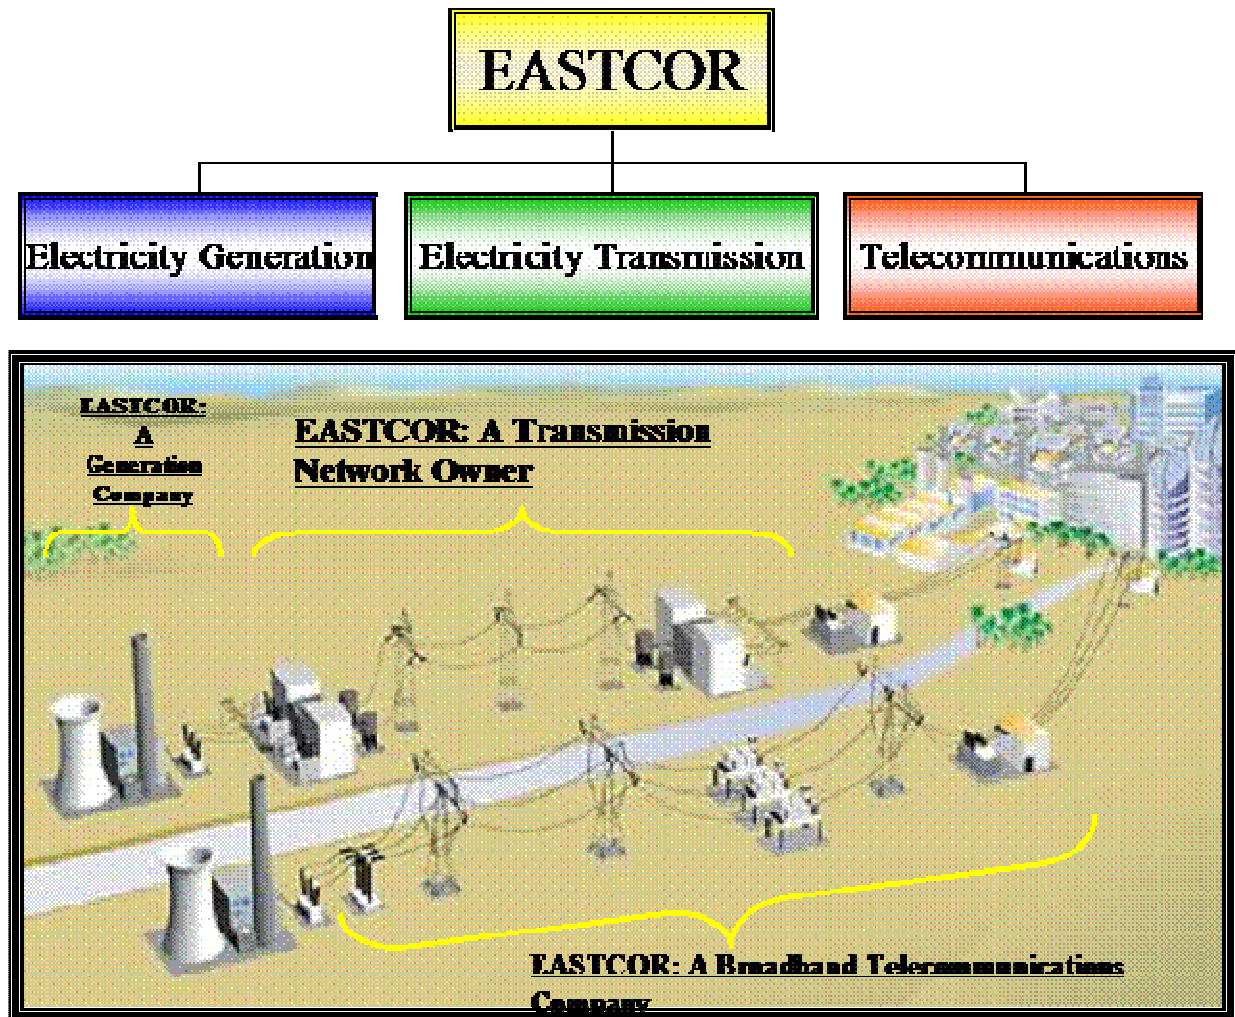 EASTCOR
Electricity Generation
Electricity Transmission
Telecommunications
EASTCOR:
A
Generation
Company
EASTCOR: A Transmission
Network Owner
EASTCOR: A Broadband Telecommunications
Company